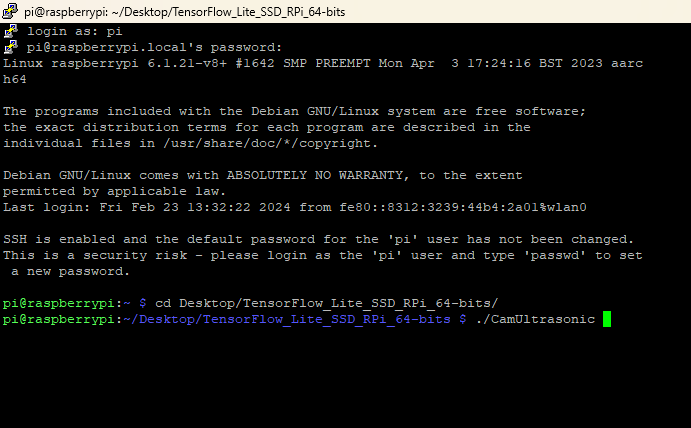 pi@raspberrypi: ~/Desktop/TensorFlow_Lite_SSD_RPi_64-bits
login as: pi
pi@raspberrypi.local's password:
Linux raspberrypi 6.1.21-v8+ #1642 SMP PREEMPT Mon Apr  3 17:24:16 BST 2023 aarc
h64
The programs included with the Debian GNU/Linux system are free software;
the exact distribution terms for each program are described in the
individual files in /usr/share/doc/*/copyright.
Debian GNU/Linux comes with ABSOLUTELY NO WARRANTY, to the extent
permitted by applicable law.
Last login: Fri Feb 23 13:32:22 2024 from fe80::8312:3239:44b4:2a01%wlan0
SSH is enabled and the default password for the 'pi' user has not been changed.
This is a security risk - please login as the 'pi' user and type 'passwd' to set
 a new password.
pi@raspberrypi:~ $ cd Desktop/TensorFlow_Lite_SSD_RPi_64-bits/
pi@raspberrypi:~/Desktop/TensorFlow_Lite_SSD_RPi_64-bits $ ./CamUltrasonic